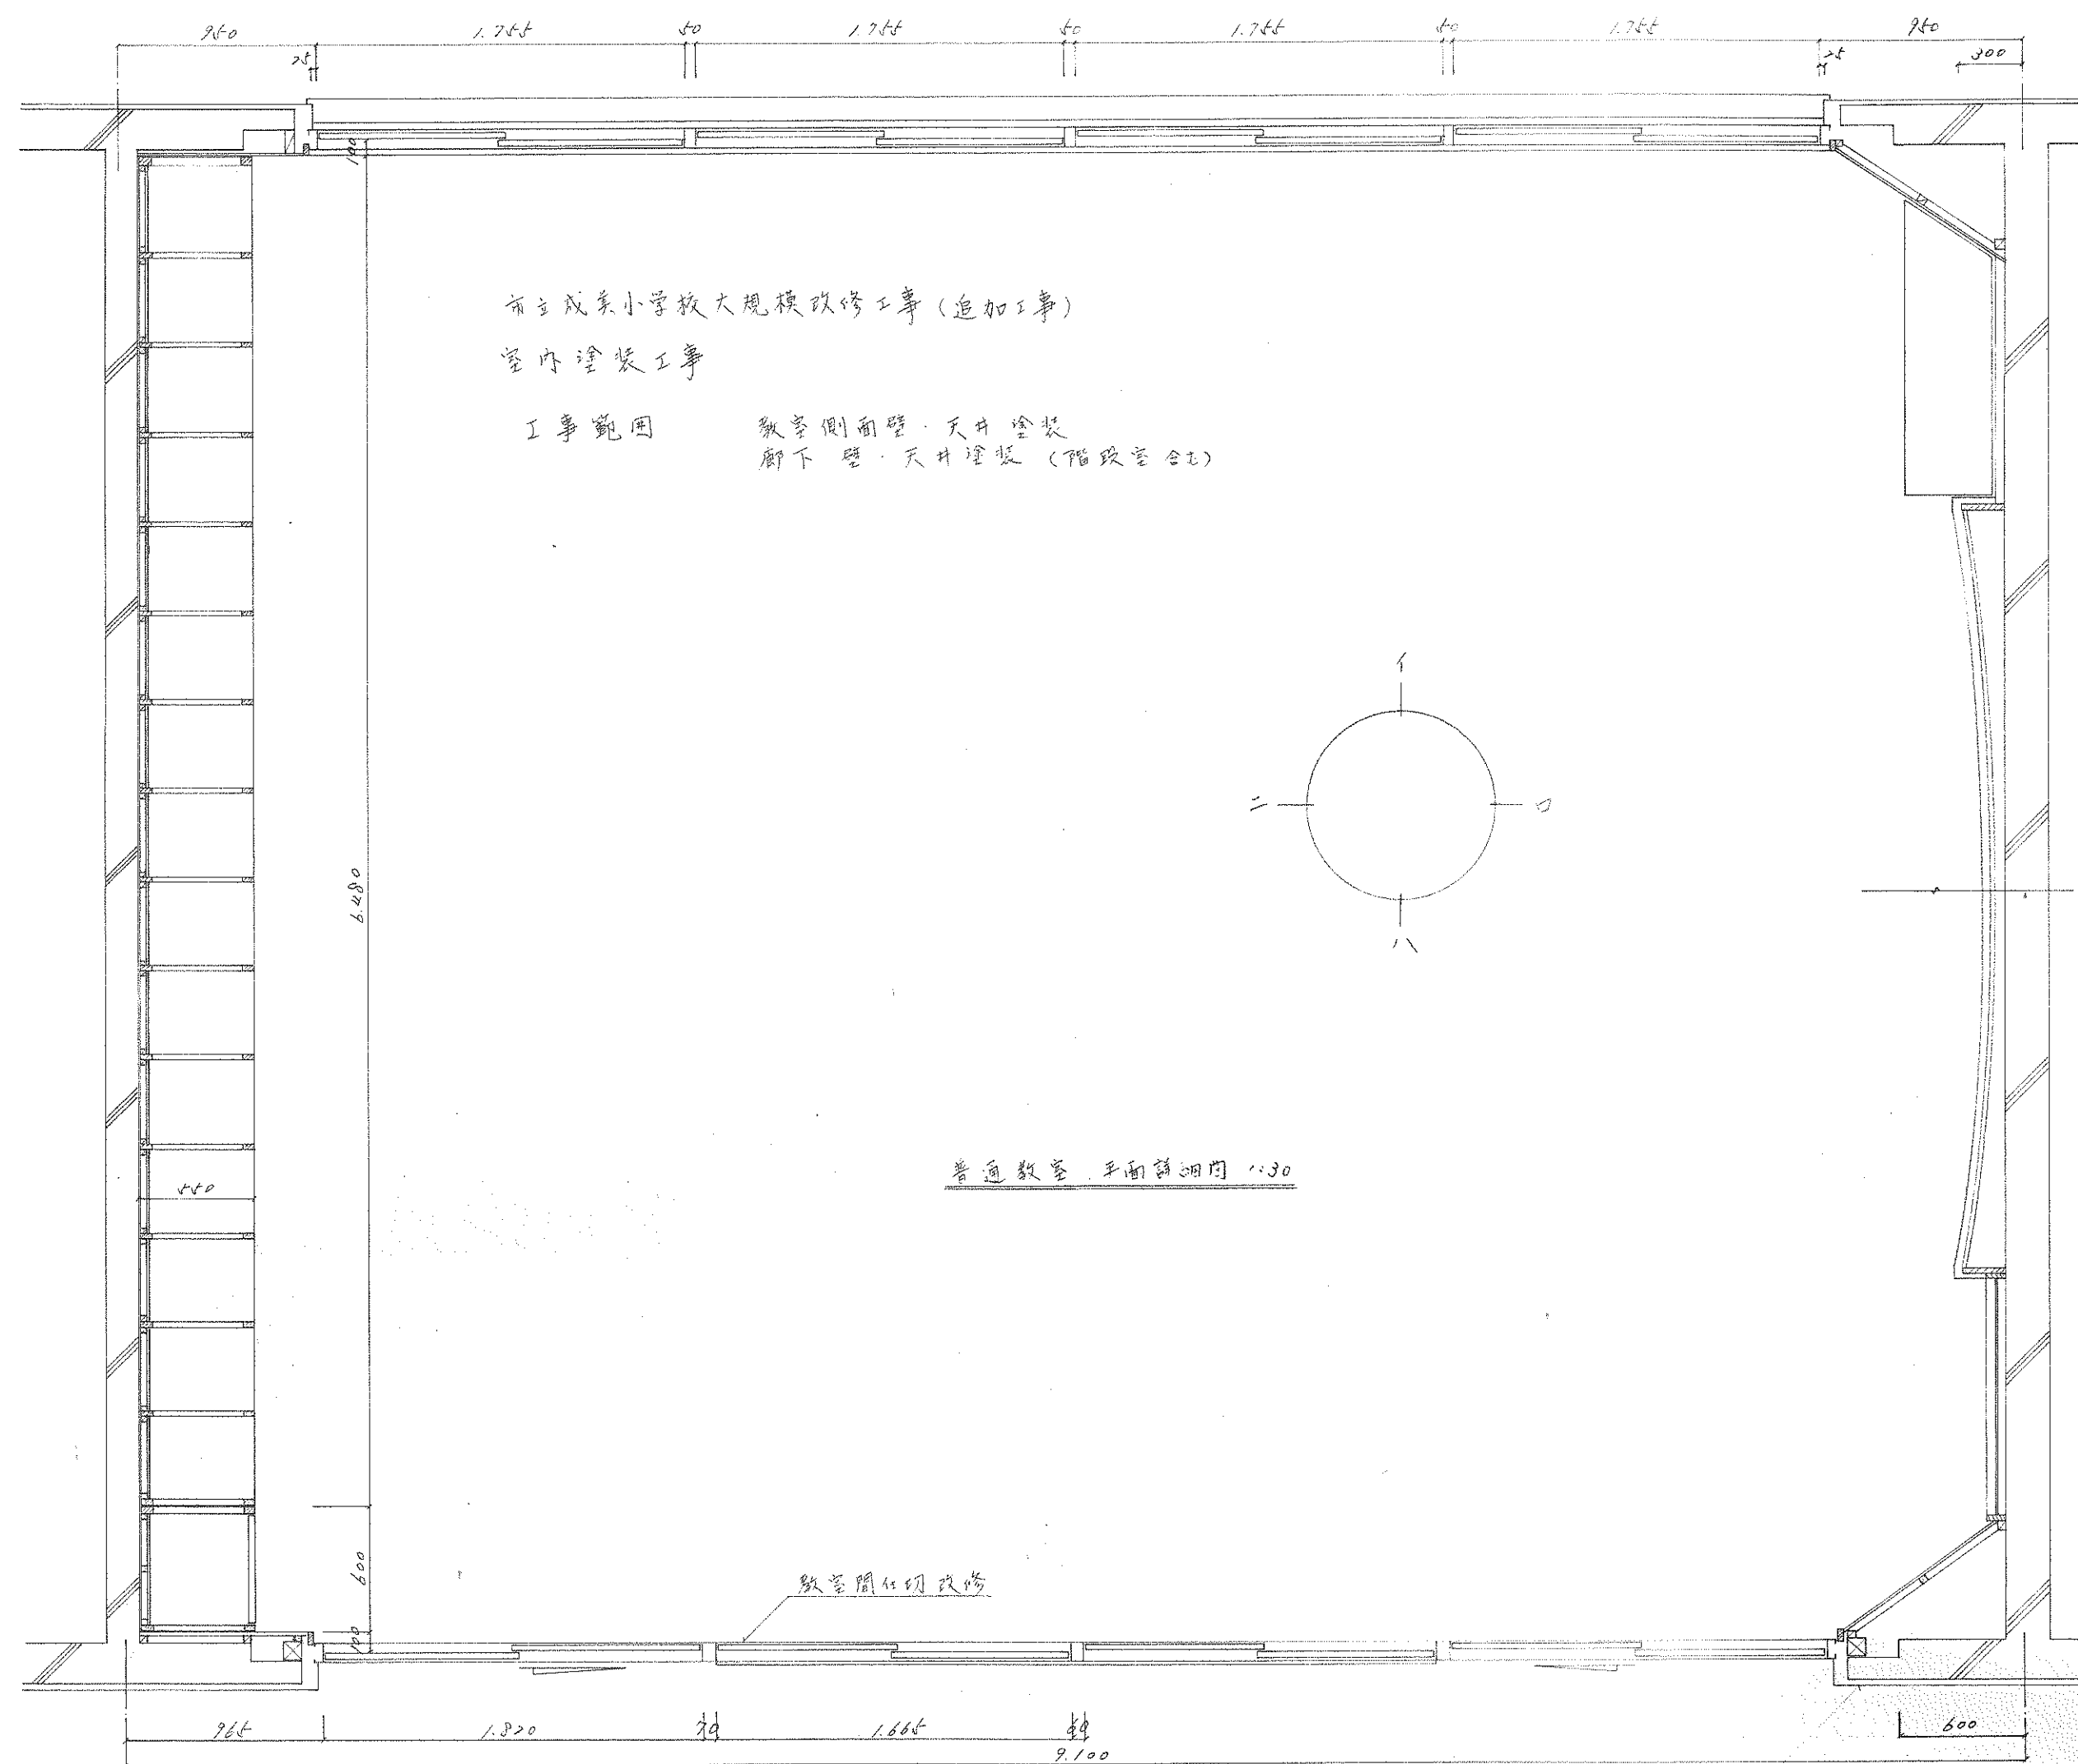 950 1.755 50 1.755 50 1.755 50 1.755 950
25 25 300
100
市立成美小学校大規模改修工事(追加工事)
室内塗装工事
工事範囲 教室側面壁・天井塗装
廊下壁・天井塗装(階段室含む)
イ
ニ ロ
ハ
6.480
普通教室 平面詳細図 1:30
550
600
教室間仕切改修
100
965 1.820 70 1.665 600
9.100